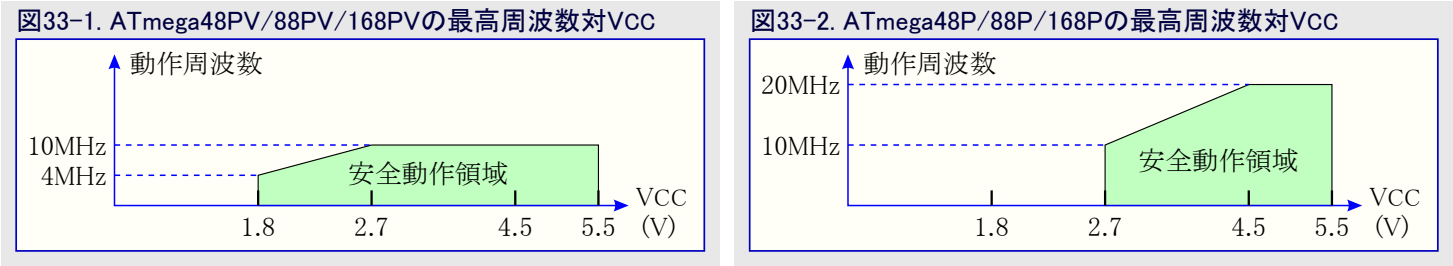 図33-1. ATmega48PV/88PV/168PVの最高周波数対VCC
動作周波数
10MHz
4MHz
安全動作領域
1.8
2.7
4.5
5.5
VCC
(V)
図33-2. ATmega48P/88P/168Pの最高周波数対VCC
動作周波数
20MHz
10MHz
安全動作領域
1.8
2.7
4.5
5.5
VCC
(V)